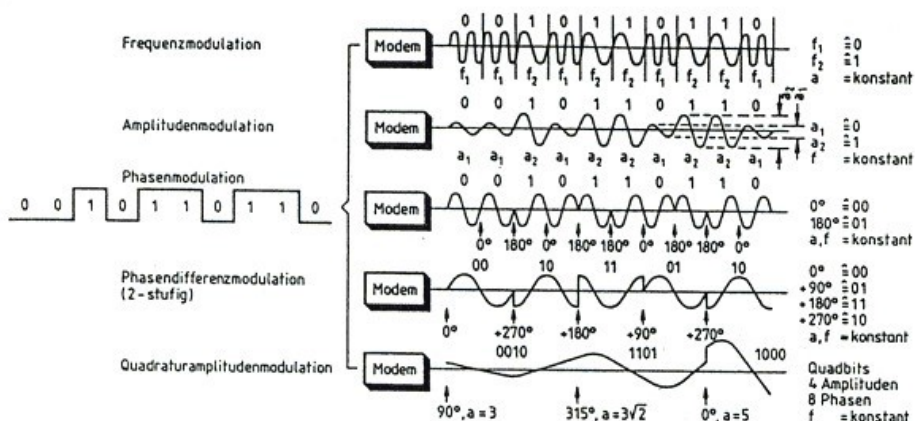 Frequenzmodulation
Modem
0 0 1 0 1 1 0 1 1 0
f₁ f₁ f₂ f₁ f₂ f₂ f₁ f₂ f₂ f₁
f₁ ≙0
f₂ ≙1
a =konstant
Amplitudenmodulation
Modem
0 0 1 0 1 1 0 1 1 0
a₁ a₁ a₂ a₁ a₂ a₂ a₁ a₂ a₂ a₁
a₂
a₁
a₁ ≙0
a₂ ≙1
f =konstant
Phasenmodulation
0 0 1 0 1 1 0 1 1 0
Modem
0 0 1 0 1 1 0 1 1 0
0° 180° 0° 180° 180° 0° 180° 180° 0°
0° ≙00
180°≙01
a,f =konstant
Phasendifferenzmodulation
(2-stufig)
Modem
00 10 11 01 10
0° +270° +180° +90° +270°
0° ≙00
+90° ≙01
+180°≙11
+270°≙10
a,f =konstant
Quadraturamplitudenmodulation
Modem
0010 1101 1000
90°, a=3 315°, a=3√2 0°, a=5
Quadbits
4 Amplituden
8 Phasen
f =konstant